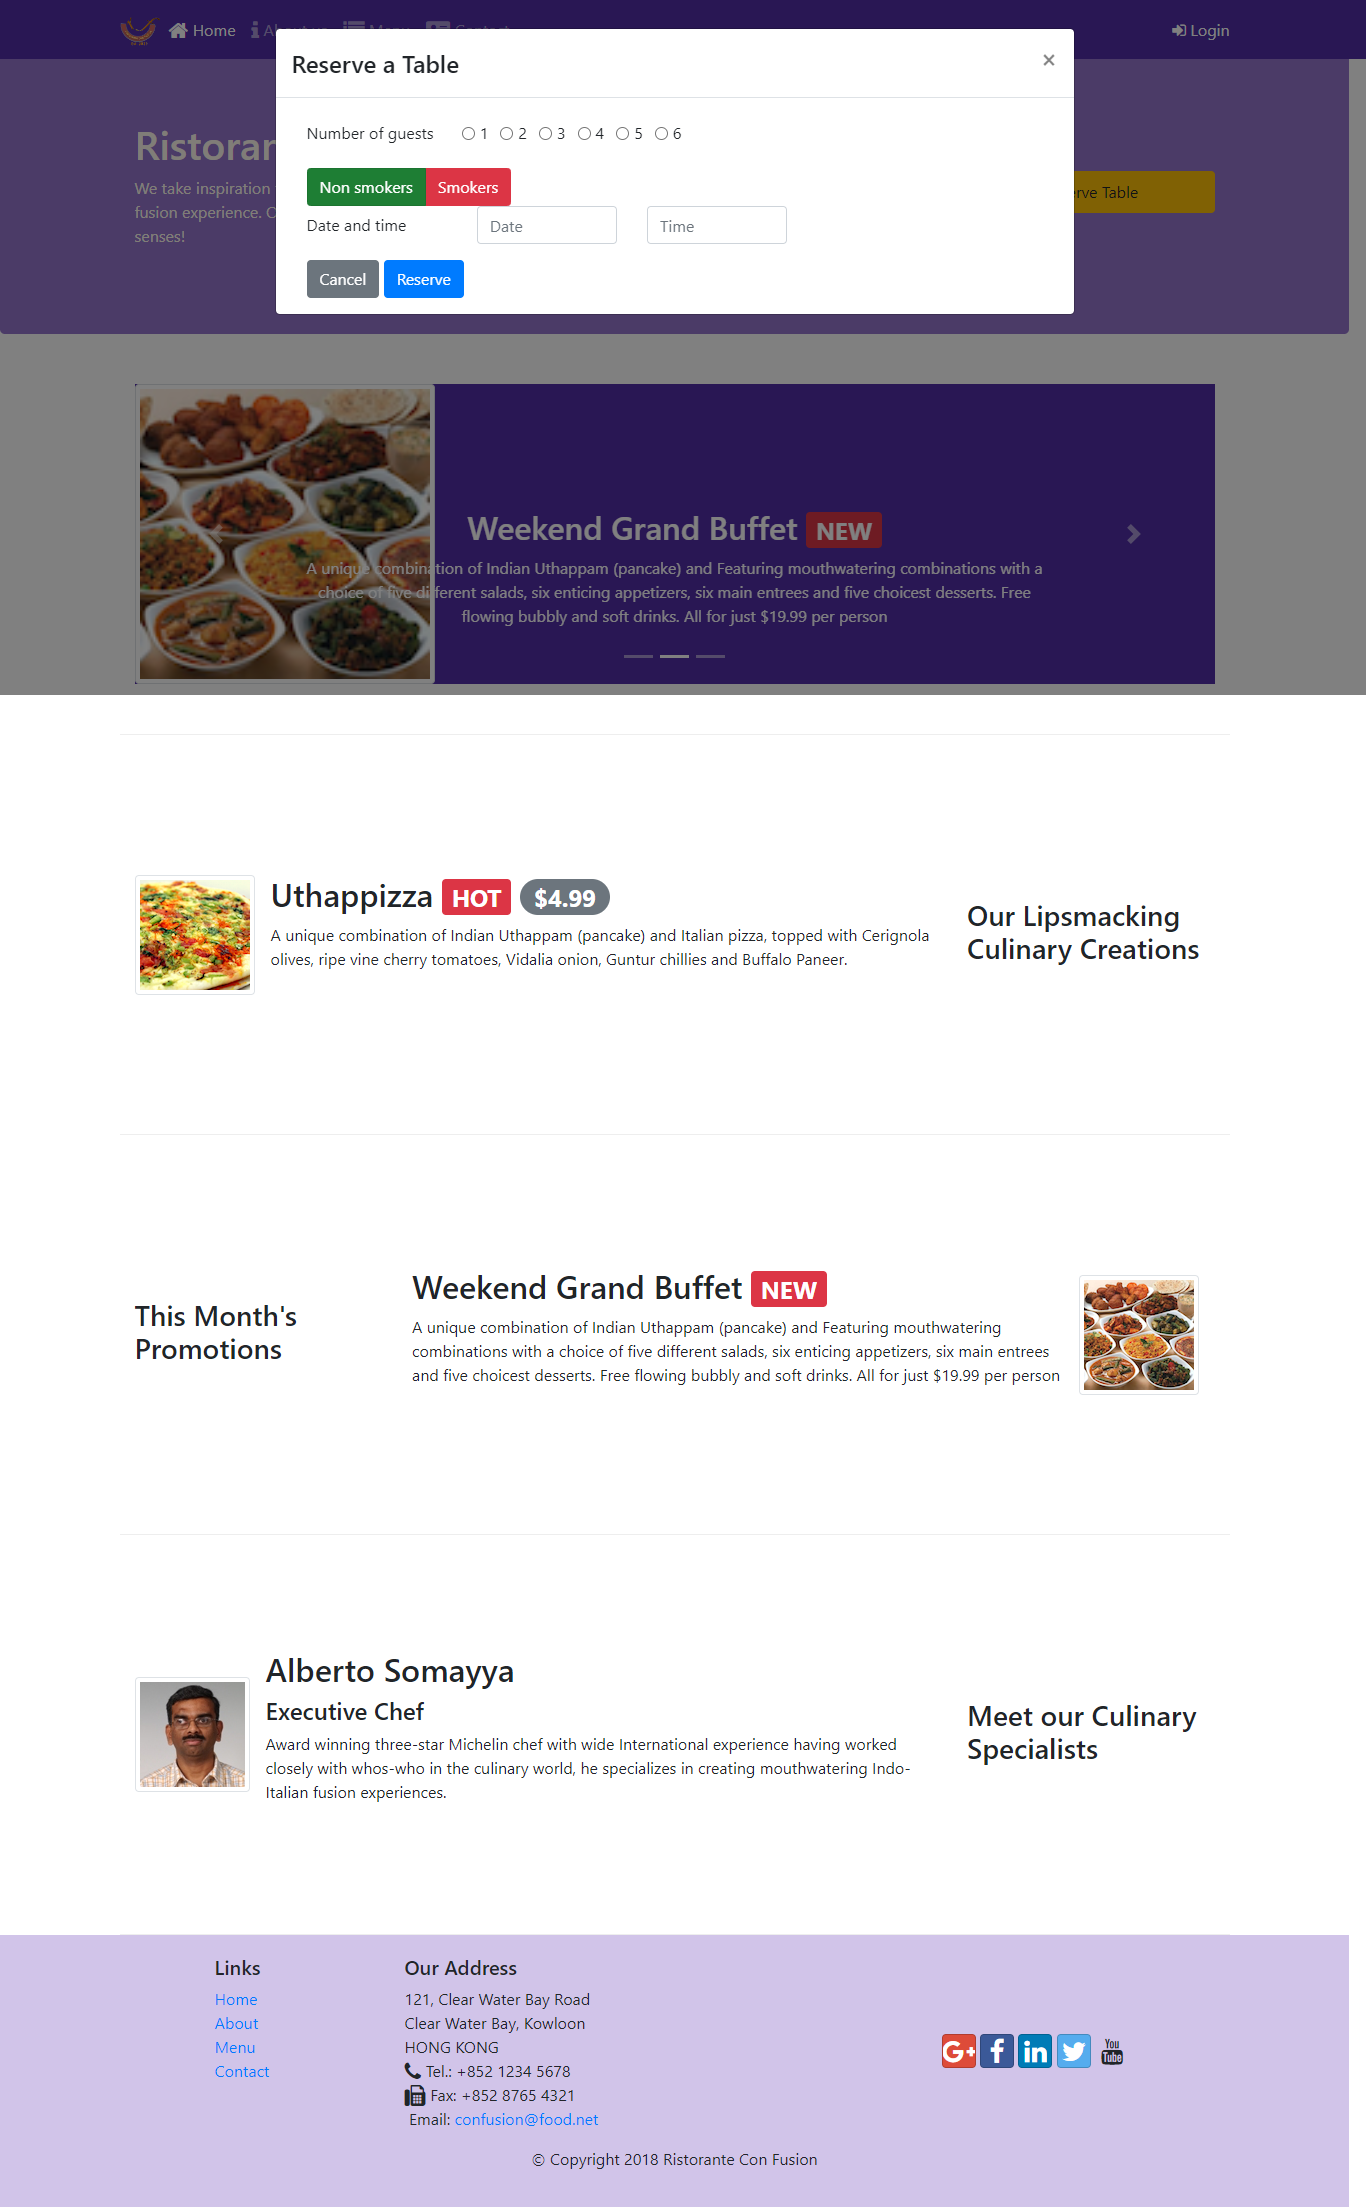 Home
Login
Reserve a Table
×
Number of guests 1 2 3 4 5 6
Non smokers Smokers
Date and time Date Time
Cancel Reserve
We take inspiration
fusion experience.
senses!
Table
Weekend Grand Buffet NEW
A unique combination of Indian Uthappam (pancake) and Featuring mouthwatering combinations with a
choice of five different salads, six enticing appetizers, six main entrees and five choicest desserts. Free
flowing bubbly and soft drinks. All for just $19.99 per person
Uthappizza HOT $4.99
A unique combination of Indian Uthappam (pancake) and Italian pizza, topped with Cerignola
olives, ripe vine cherry tomatoes, Vidalia onion, Guntur chillies and Buffalo Paneer.
Our Lipsmacking
Culinary Creations
This Month's
Promotions
Weekend Grand Buffet NEW
A unique combination of Indian Uthappam (pancake) and Featuring mouthwatering
combinations with a choice of five different salads, six enticing appetizers, six main entrees
and five choicest desserts. Free flowing bubbly and soft drinks. All for just $19.99 per person
Alberto Somayya
Executive Chef
Award winning three-star Michelin chef with wide International experience having worked
closely with whos-who in the culinary world, he specializes in creating mouthwatering Indo-
Italian fusion experiences.
Meet our Culinary
Specialists
Links
Home
About
Menu
Contact
Our Address
121, Clear Water Bay Road
Clear Water Bay, Kowloon
HONG KONG
Tel.: +852 1234 5678
Fax: +852 8765 4321
Email: confusion@food.net
G+ f in You Tube
© Copyright 2018 Ristorante Con Fusion